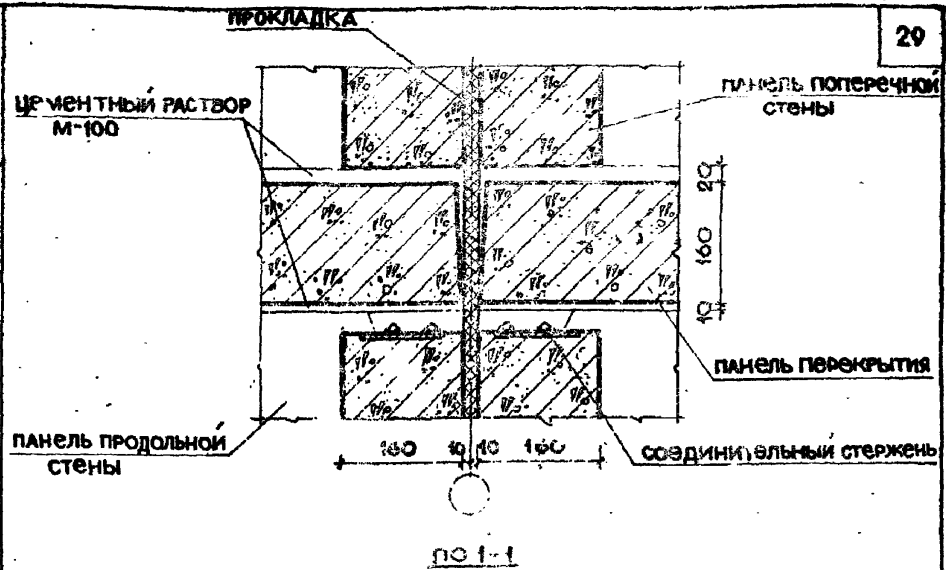 ПРОКЛАДКА
29
ПАНЕЛЬ ПОПЕРЕЧНОЙ
СТЕНЫ
ЦЕМЕНТНЫЙ РАСТВОР
М-100
20
160
10
ПАНЕЛЬ ПЕРЕКРЫТИЯ
ПАНЕЛЬ ПРОДОЛЬНОЙ
СТЕНЫ
160 10 10 160
СОЕДИНИТЕЛЬНЫЙ СТЕРЖЕНЬ
ПО 1-1